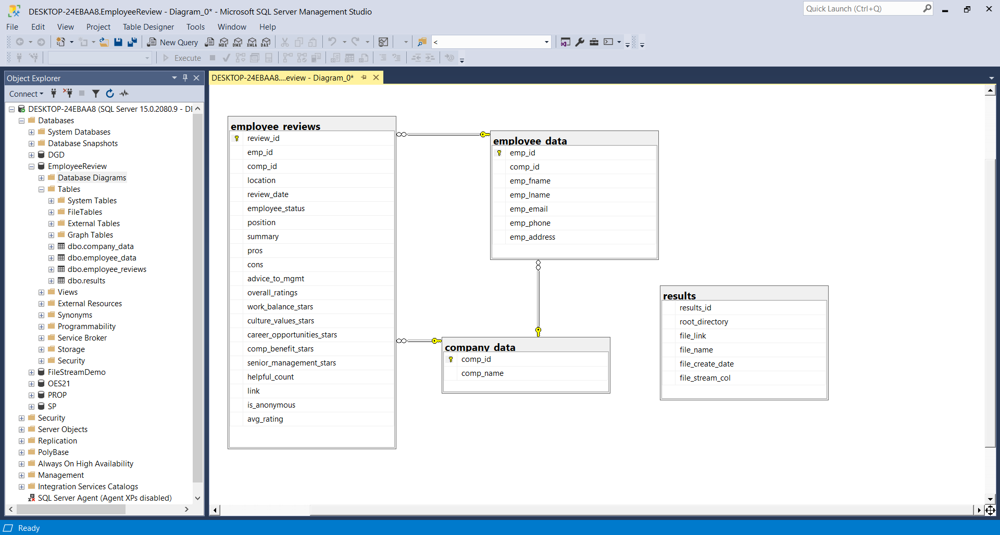 DESKTOP-24EBAA8.EmployeeReview - Diagram_0* - Microsoft SQL Server Management Studio
Quick Launch (Ctrl+Q)
File Edit View Project Table Designer Tools Window Help
New Query MDX DMX XMLA DAX <
Execute
Object Explorer
DESKTOP-24EBAA8....eview - Diagram_0*
Connect
DESKTOP-24EBAA8 (SQL Server 15.0.2080.9 - DE
Databases
System Databases
Database Snapshots
DGD
EmployeeReview
Database Diagrams
Tables
System Tables
FileTables
External Tables
Graph Tables
dbo.company_data
dbo.employee_data
dbo.employee_reviews
dbo.results
Views
External Resources
Synonyms
Programmability
Service Broker
Storage
Security
FileStreamDemo
OES21
PROP
SP
Security
Server Objects
Replication
PolyBase
Always On High Availability
Management
Integration Services Catalogs
SQL Server Agent (Agent XPs disabled)
employee_reviews
review_id
emp_id
comp_id
location
review_date
employee_status
position
summary
pros
cons
advice_to_mgmt
overall_ratings
work_balance_stars
culture_values_stars
career_opportunities_stars
comp_benefit_stars
senior_management_stars
helpful_count
link
is_anonymous
avg_rating
employee_data
emp_id
comp_id
emp_fname
emp_lname
emp_email
emp_phone
emp_address
company_data
comp_id
comp_name
results
results_id
root_directory
file_link
file_name
file_create_date
file_stream_col
Ready